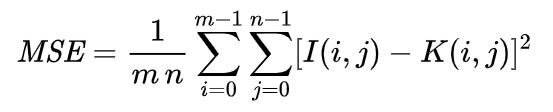 MSE = \frac{1}{m\,n} \sum_{i=0}^{m-1} \sum_{j=0}^{n-1} [I(i,j) - K(i,j)]^2